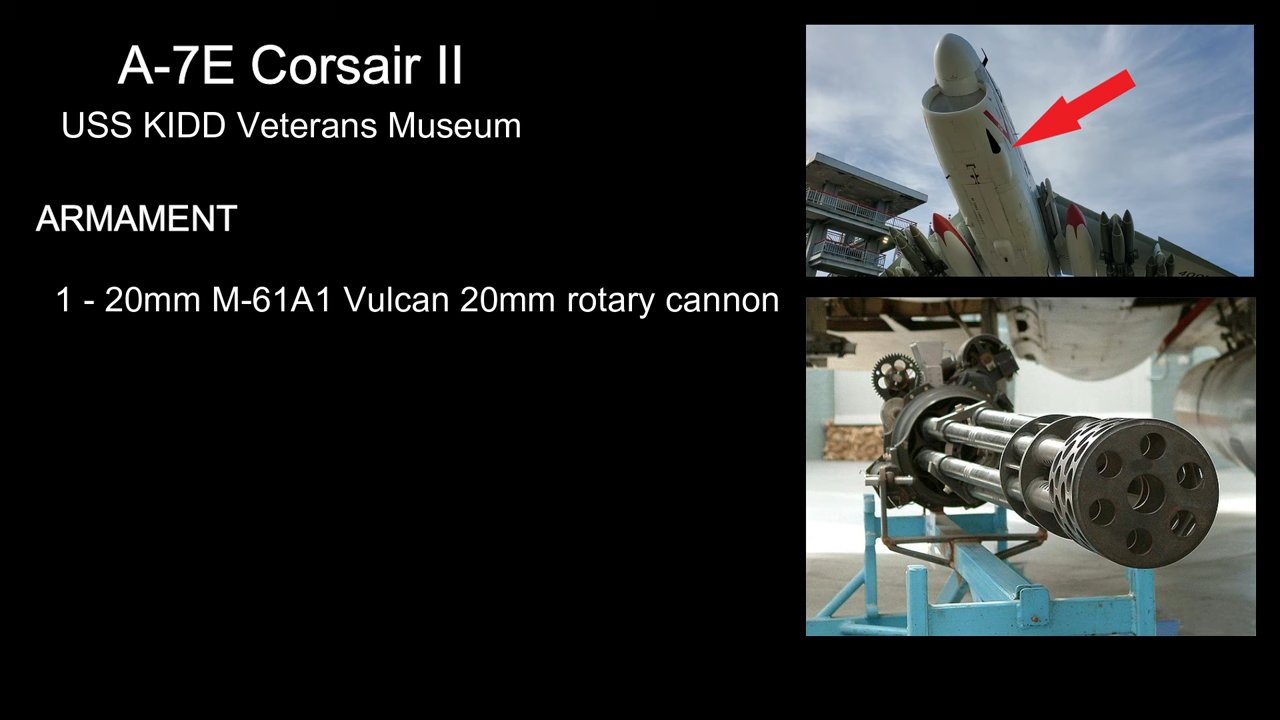 A-7E Corsair II
USS KIDD Veterans Museum
ARMAMENT
1 - 20mm M-61A1 Vulcan 20mm rotary cannon